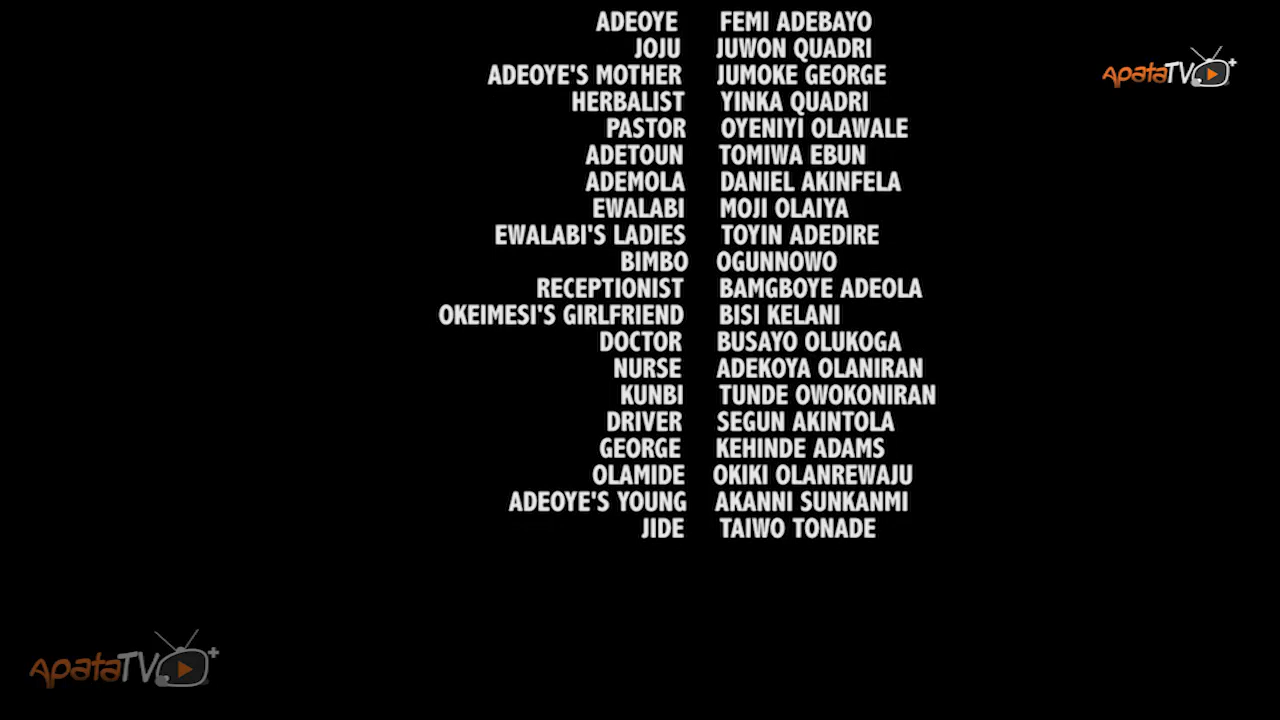 ADEOYE FEMI ADEBAYO
JOJU JUWON QUADRI
ADEOYE'S MOTHER JUMOKE GEORGE
HERBALIST YINKA QUADRI
PASTOR OYENIYI OLAWALE
ADETOUN TOMIWA EBUN
ADEMOLA DANIEL AKINFELA
EWALABI MOJI OLAIYA
EWALABI'S LADIES TOYIN ADEDIRE
BIMBO OGUNNOWO
RECEPTIONIST BAMGBOYE ADEOLA
OKEIMESI'S GIRLFRIEND BISI KELANI
DOCTOR BUSAYO OLUKOGA
NURSE ADEKOYA OLANIRAN
KUNBI TUNDE OWOKONIRAN
DRIVER SEGUN AKINTOLA
GEORGE KEHINDE ADAMS
OLAMIDE OKIKI OLANREWAJU
ADEOYE'S YOUNG AKANNI SUNKANMI
JIDE TAIWO TONADE
ApataTV+
ApataTV+